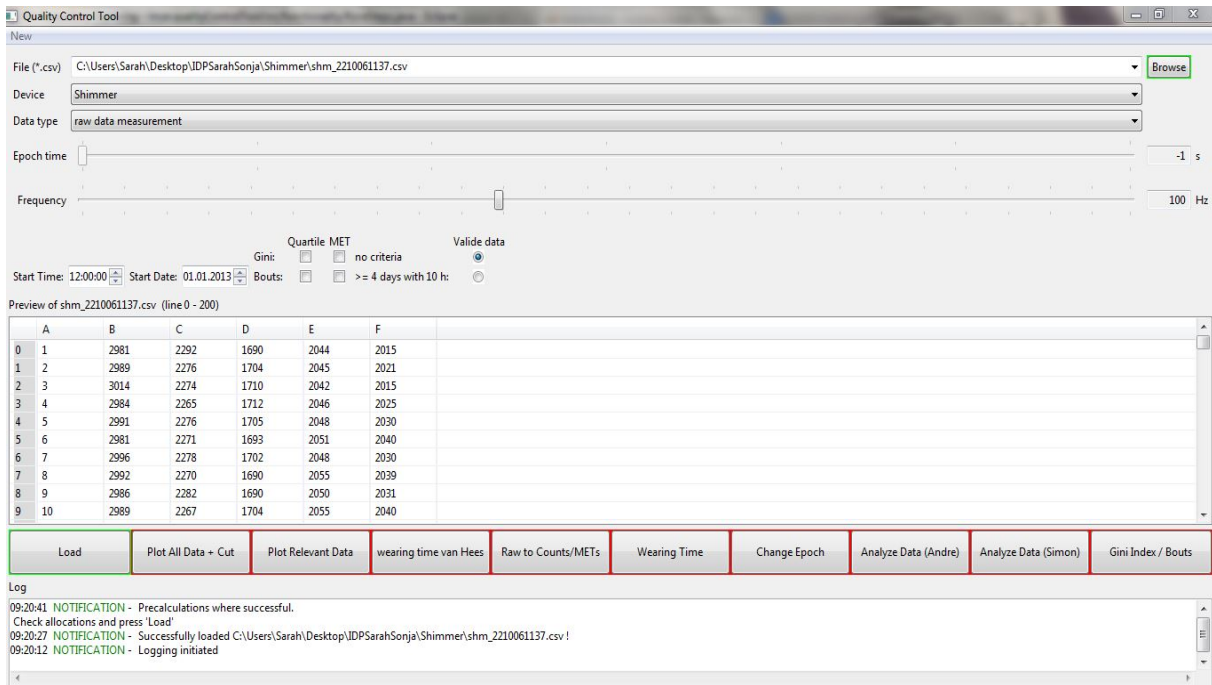 Quality Control Tool
New
File (*.csv) C:\Users\Sarah\Desktop\IDPSarahSonja\Shimmer\shm_2210061137.csv Browse
Device Shimmer
Data type raw data measurement
Epoch time -1 s
Frequency 100 Hz
Quartile MET Valide data
Gini: no criteria
Start Time: 12:00:00 Start Date: 01.01.2013 Bouts: >= 4 days with 10 h:
Preview of shm_2210061137.csv (line 0 - 200)
A B C D E F
0 1 2981 2292 1690 2044 2015
1 2 2989 2276 1704 2045 2021
2 3 3014 2274 1710 2042 2015
3 4 2984 2265 1712 2046 2025
4 5 2991 2276 1705 2048 2030
5 6 2981 2271 1693 2051 2040
6 7 2996 2278 1702 2048 2030
7 8 2992 2270 1690 2055 2039
8 9 2986 2282 1690 2050 2031
9 10 2989 2267 1704 2055 2040
Load Plot All Data + Cut Plot Relevant Data wearing time van Hees Raw to Counts/METs Wearing Time Change Epoch Analyze Data (Andre) Analyze Data (Simon) Gini Index / Bouts
Log
09:20:41 NOTIFICATION - Precalculations where successful.
Check allocations and press 'Load'
09:20:27 NOTIFICATION - Successfully loaded C:\Users\Sarah\Desktop\IDPSarahSonja\Shimmer\shm_2210061137.csv !
09:20:12 NOTIFICATION - Logging initiated